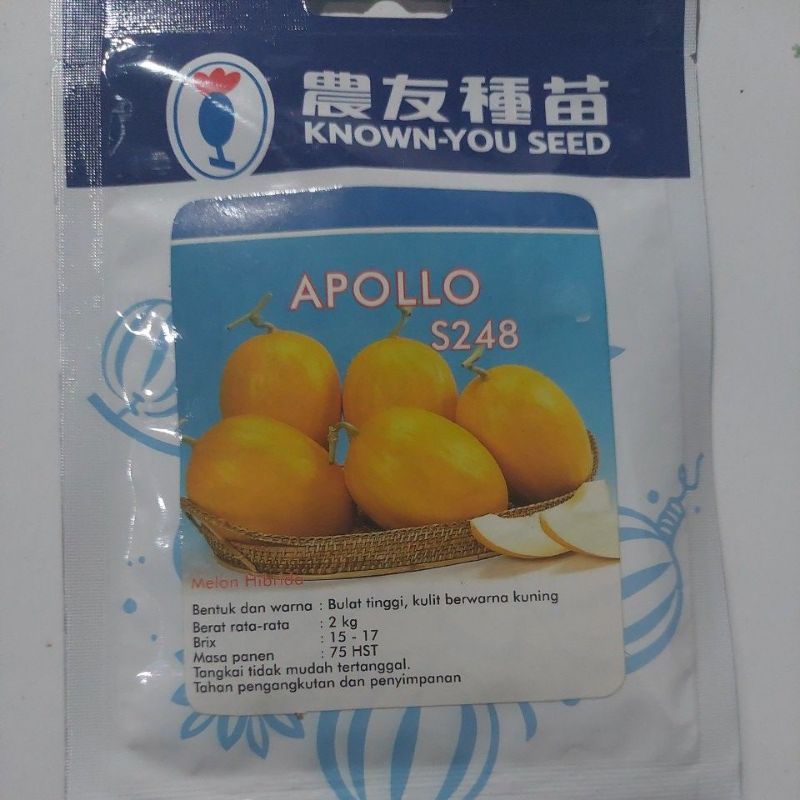 農友種苗
KNOWN-YOU SEED
APOLLO
S248
Melon Hibrida
Bentuk dan warna : Bulat tinggi, kulit berwarna kuning
Berat rata-rata : 2 kg
Brix : 15 - 17
Masa panen : 75 HST
Tangkai tidak mudah tertanggal.
Tahan pengangkutan dan penyimpanan